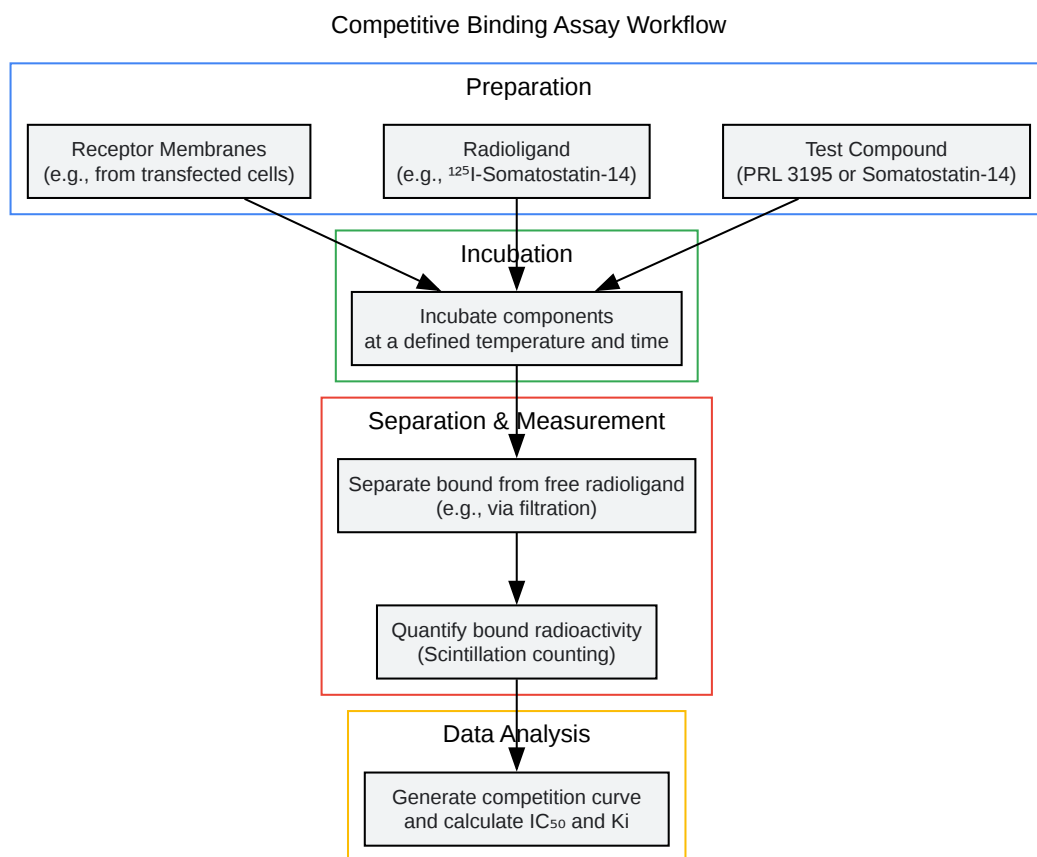 Competitive Binding Assay Workflow
Preparation
Receptor Membranes
(e.g., from transfected cells)
Radioligand
(e.g., ¹²⁵I-Somatostatin-14)
Test Compound
(PRL 3195 or Somatostatin-14)
Incubation
Incubate components
at a defined temperature and time
Separation & Measurement
Separate bound from free radioligand
(e.g., via filtration)
Quantify bound radioactivity
(Scintillation counting)
Data Analysis
Generate competition curve
and calculate IC₅₀ and Ki